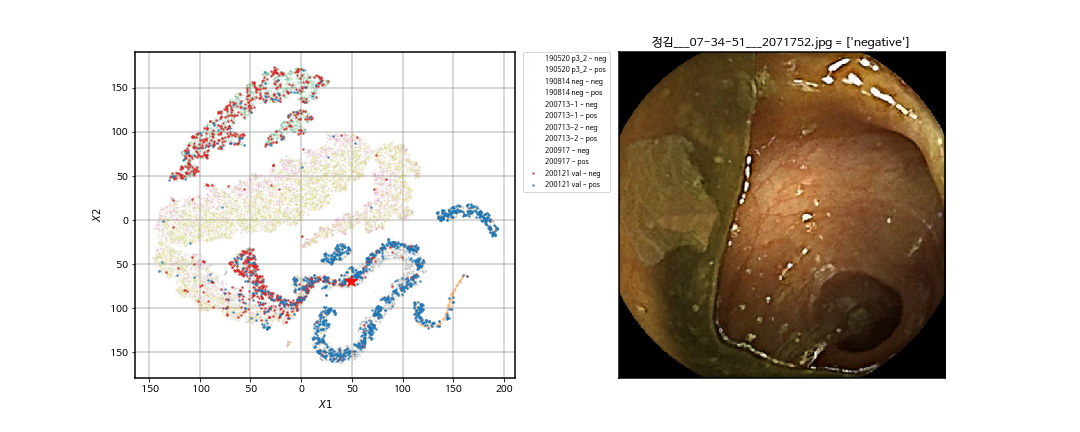 정김___07-34-51___2071752.jpg = ['negative']
190520 p3_2 - neg
190520 p3_2 - pos
190814 neg - neg
190814 neg - pos
200713-1 - neg
200713-1 - pos
200713-2 - neg
200713-2 - pos
200917 - neg
200917 - pos
200121 val - neg
200121 val - pos
X2
150
100
50
0
50
100
150
150
100
50
0
50
100
150
200
X1